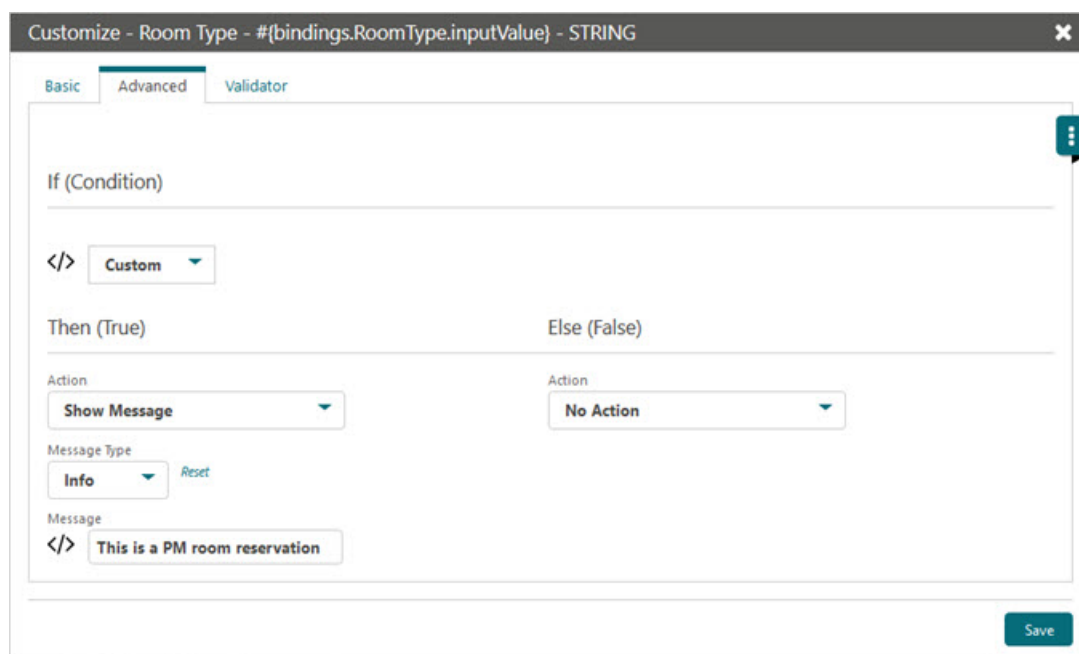 Customize - Room Type - #{bindings.RoomType.inputValue} - STRING
Basic Advanced Validator
If (Condition)
</> Custom
Then (True) Else (False)
Action Action
Show Message No Action
Message Type
Info Reset
Message
</> This is a PM room reservation
Save